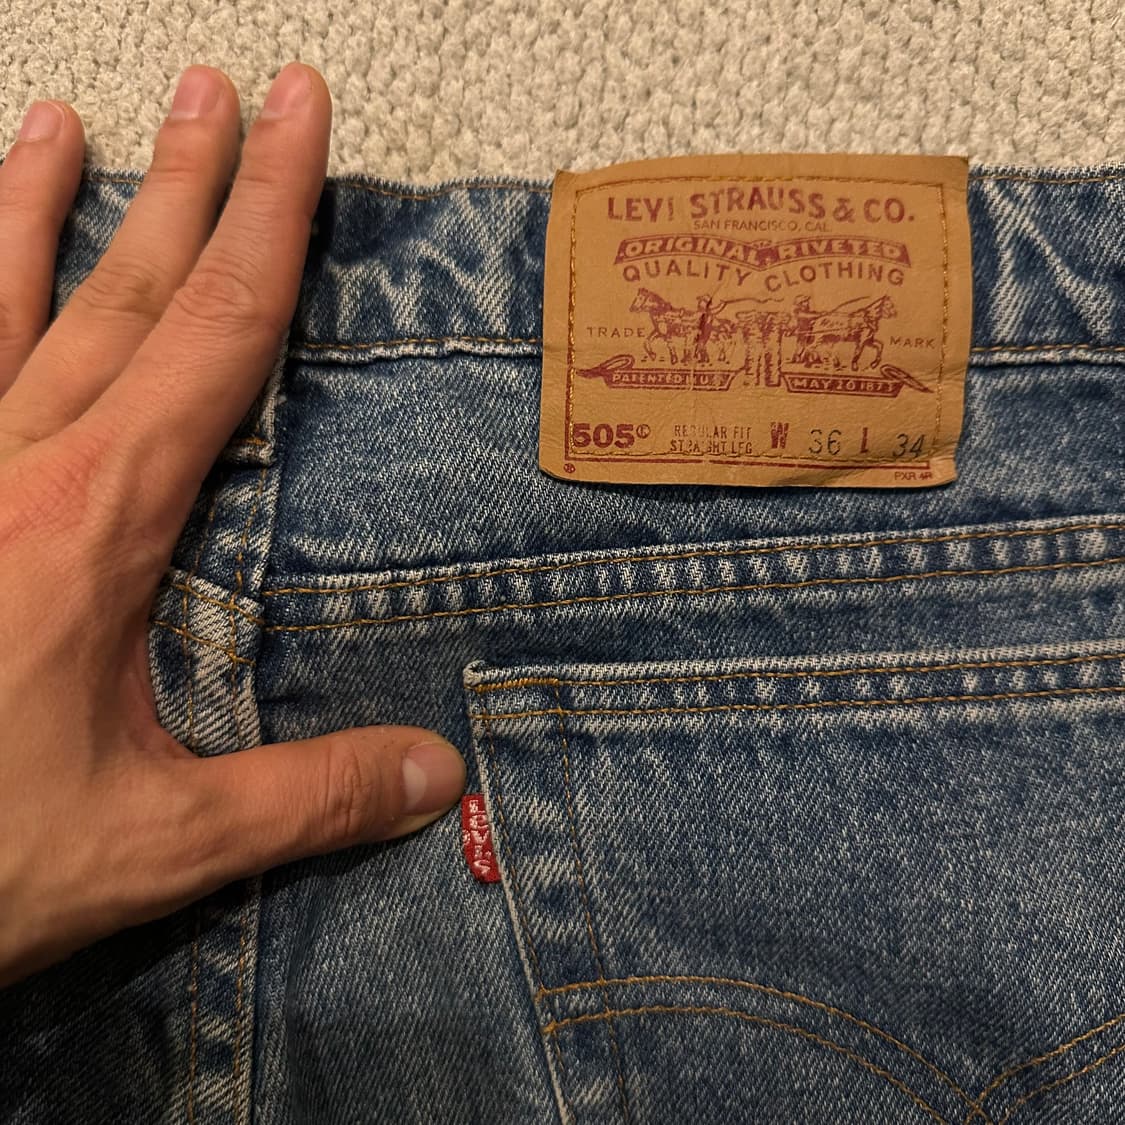 LEVI STRAUSS & CO.
SAN FRANCISCO, CAL.
ORIGINAL RIVETED
QUALITY CLOTHING
TRADE MARK
PATENTED IN U.S. MAY 20 1873
505® REGULAR FIT W 36 L 34
STRAIGHT LEG
®
LEVI'S
®